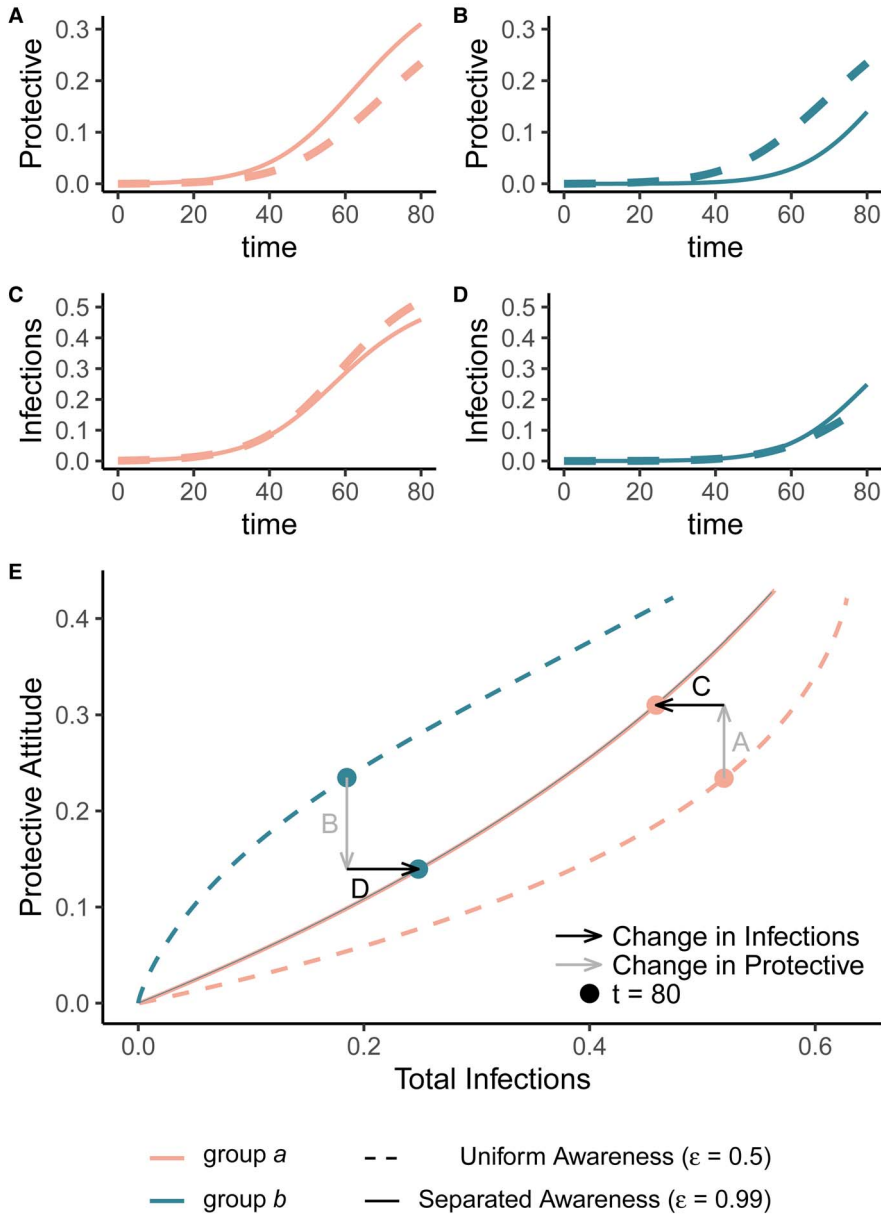 A
B
Protective
0.3
0.2
0.1
0.0
0 20 40 60 80
time
Protective
0.3
0.2
0.1
0.0
0 20 40 60 80
time
C
D
Infections
0.5
0.4
0.3
0.2
0.1
0.0
0 20 40 60 80
time
Infections
0.5
0.4
0.3
0.2
0.1
0.0
0 20 40 60 80
time
E
Protective Attitude
0.4
0.3
0.2
0.1
0.0
C
A
B
D
Change in Infections
Change in Protective
t = 80
0.0 0.2 0.4 0.6
Total Infections
group a
Uniform Awareness (ε = 0.5)
group b
Separated Awareness (ε = 0.99)